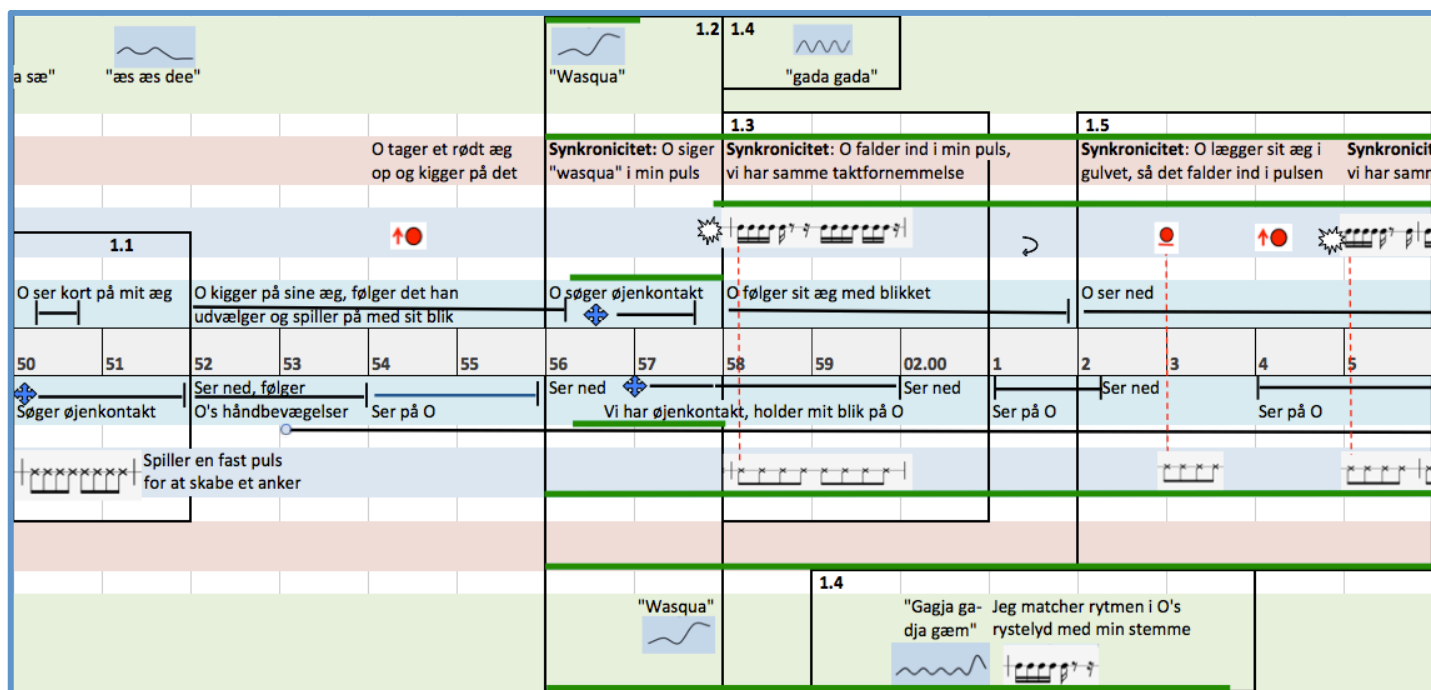 1.2
1.4
a sæ"
"æs æs dee"
"Wasqua"
"gada gada"
1.3
1.5
O tager et rødt æg
op og kigger på det
Synkronicitet: O siger
"wasqua" i min puls
Synkronicitet: O falder ind i min puls,
vi har samme taktfornemmelse
Synkronicitet: O lægger sit æg i
gulvet, så det falder ind i pulsen
Synkronicit
vi har samm
1.1
O ser kort på mit æg
O kigger på sine æg, følger det han
udvælger og spiller på med sit blik
O søger øjenkontakt
O følger sit æg med blikket
O ser ned
50 51 52 53 54 55 56 57 58 59 02.00 1 2 3 4 5
Søger øjenkontakt
Ser ned, følger
O's håndbevægelser
Ser på O
Ser ned
Vi har øjenkontakt, holder mit blik på O
Ser ned
Ser på O
Ser ned
Ser på O
Spiller en fast puls
for at skabe et anker
1.4
"Wasqua"
"Gagja ga-
dja gæm"
Jeg matcher rytmen i O's
rystelyd med min stemme